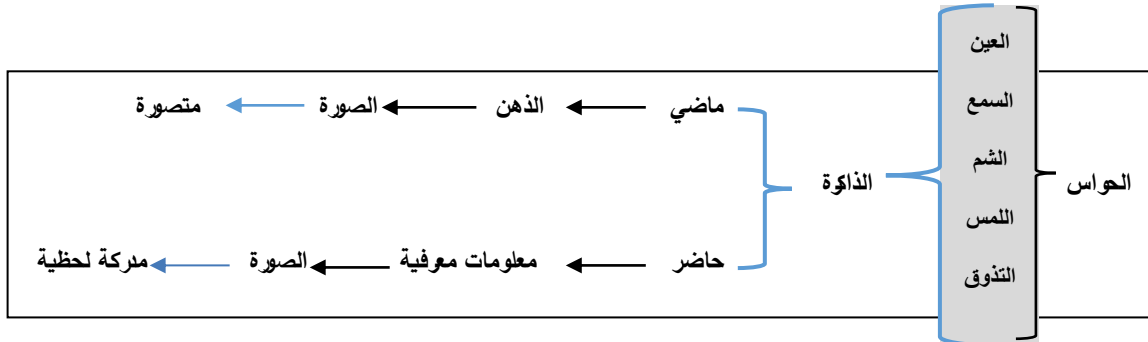 العين
السمع
الشم
اللمس
التذوق
الحواس
الذاكرة
ماضي
الذهن
الصورة
متصورة
حاضر
معلومات معرفية
الصورة
مدركة لحظية